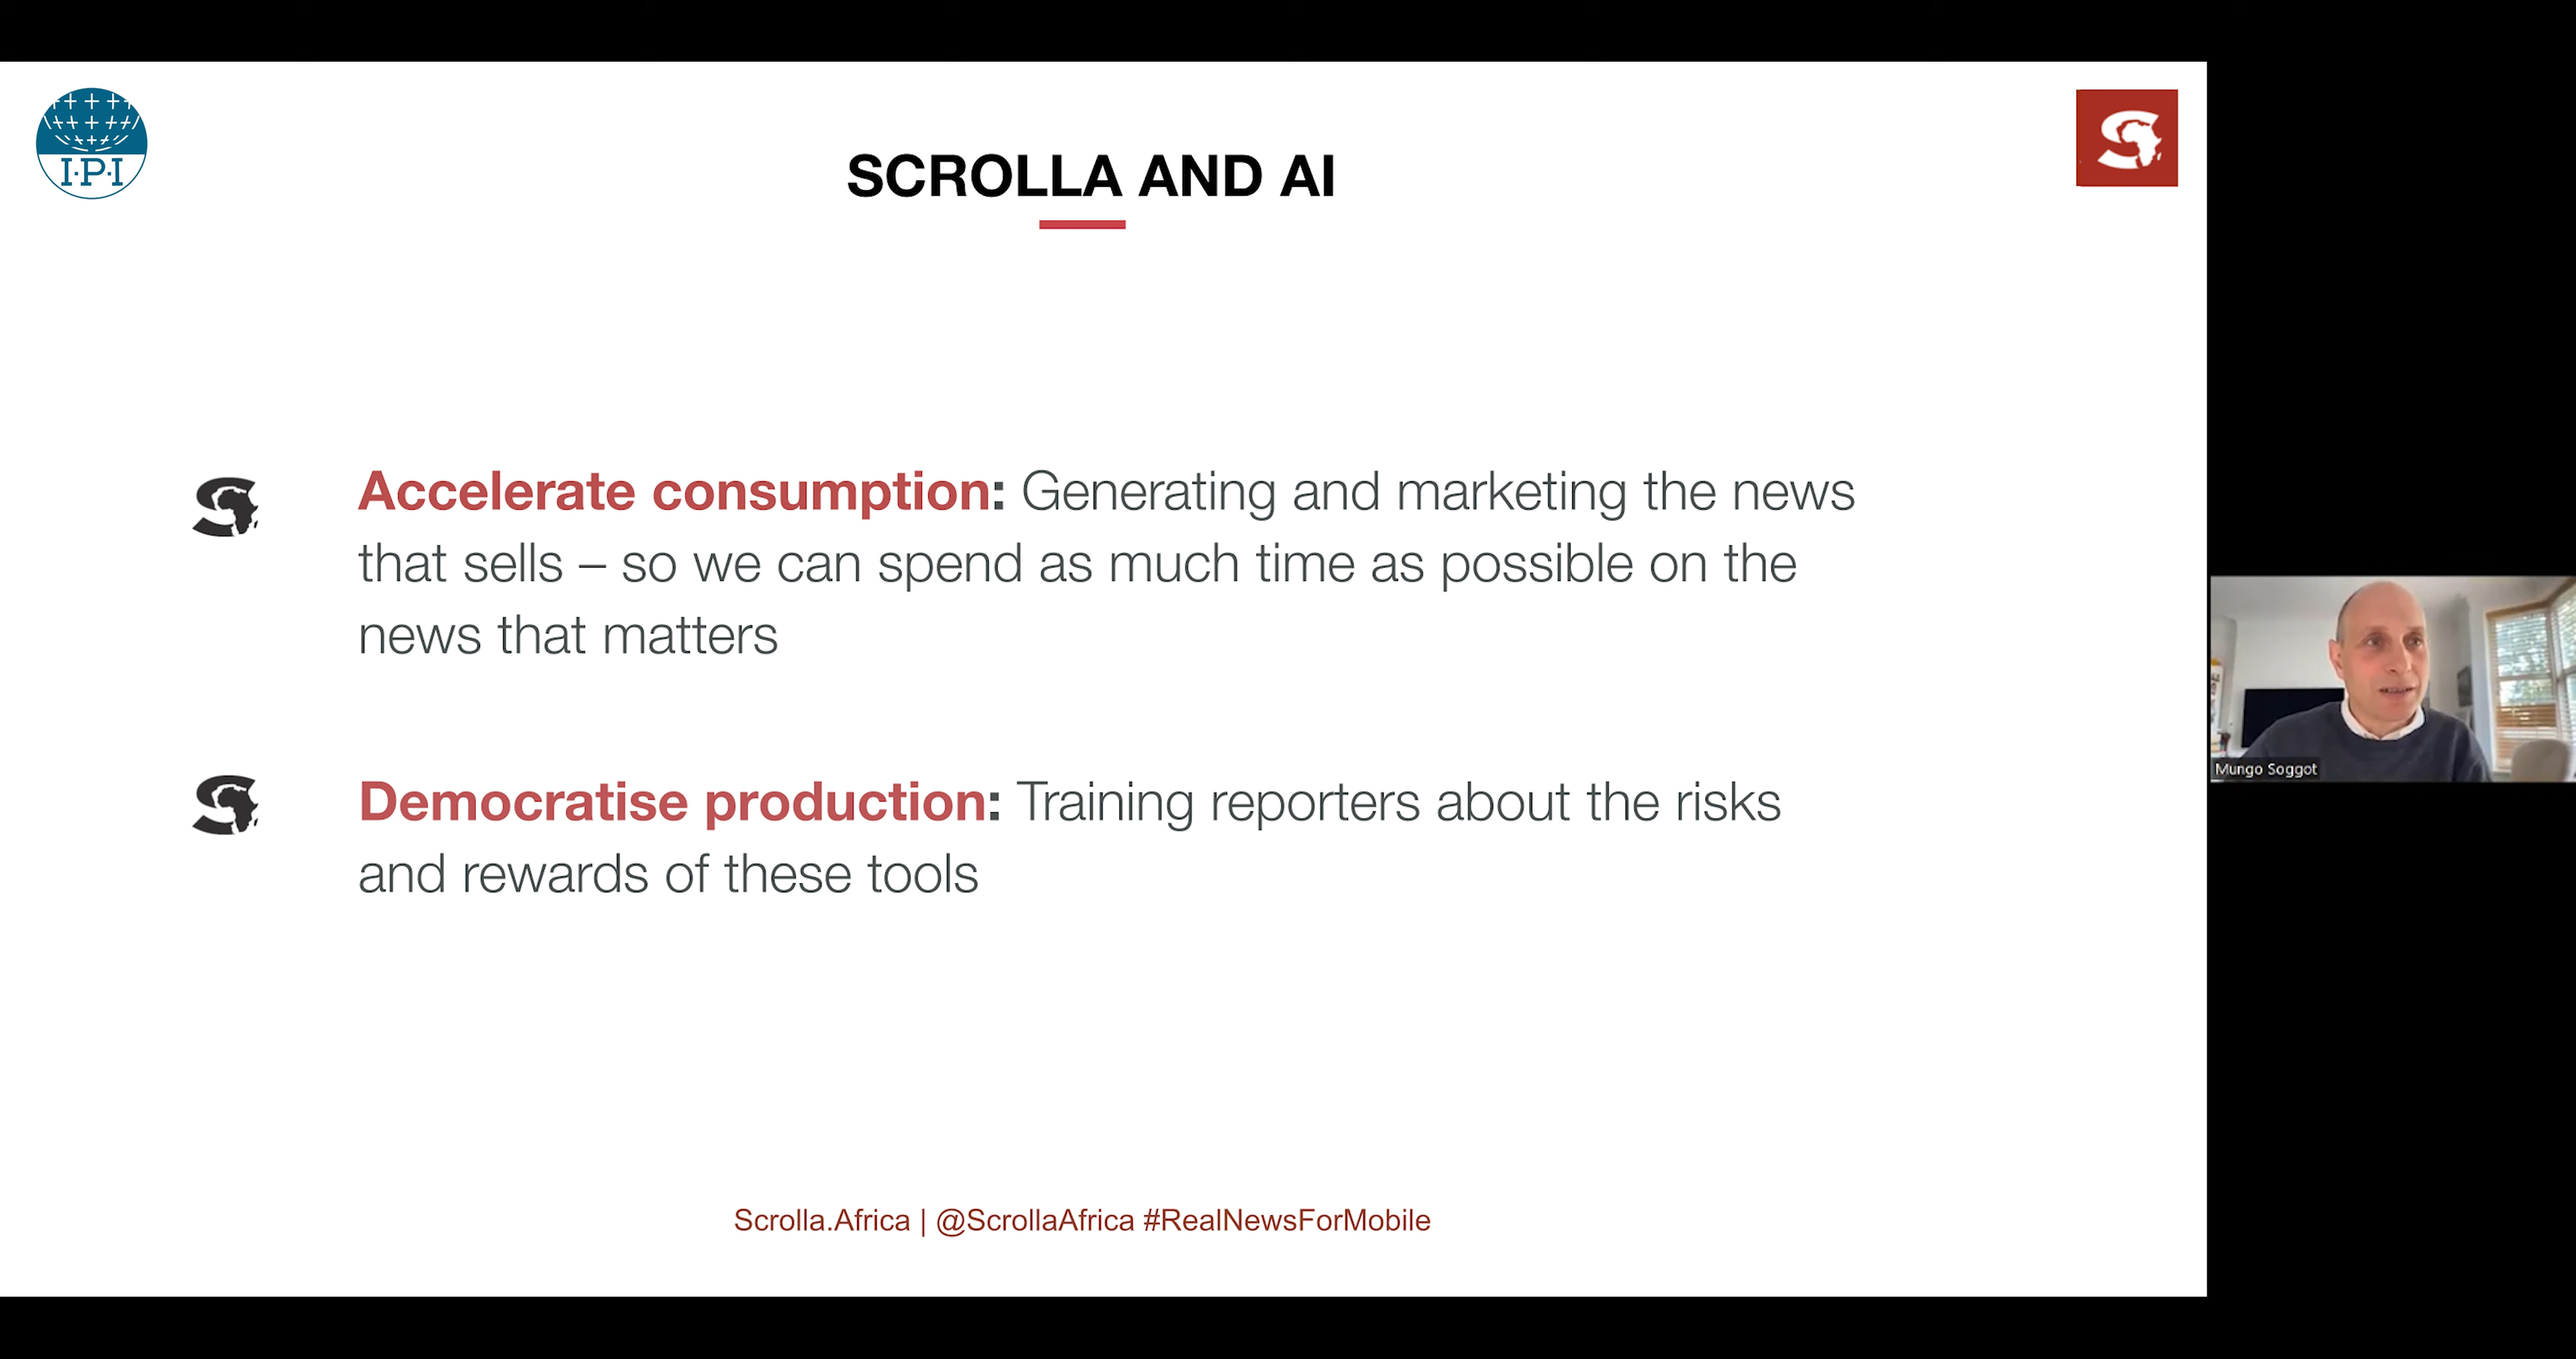 I·P·I
SCROLLA AND AI
Accelerate consumption: Generating and marketing the news
that sells – so we can spend as much time as possible on the
news that matters
Democratise production: Training reporters about the risks
and rewards of these tools
Mungo Soggot
Scrolla.Africa | @ScrollaAfrica #RealNewsForMobile